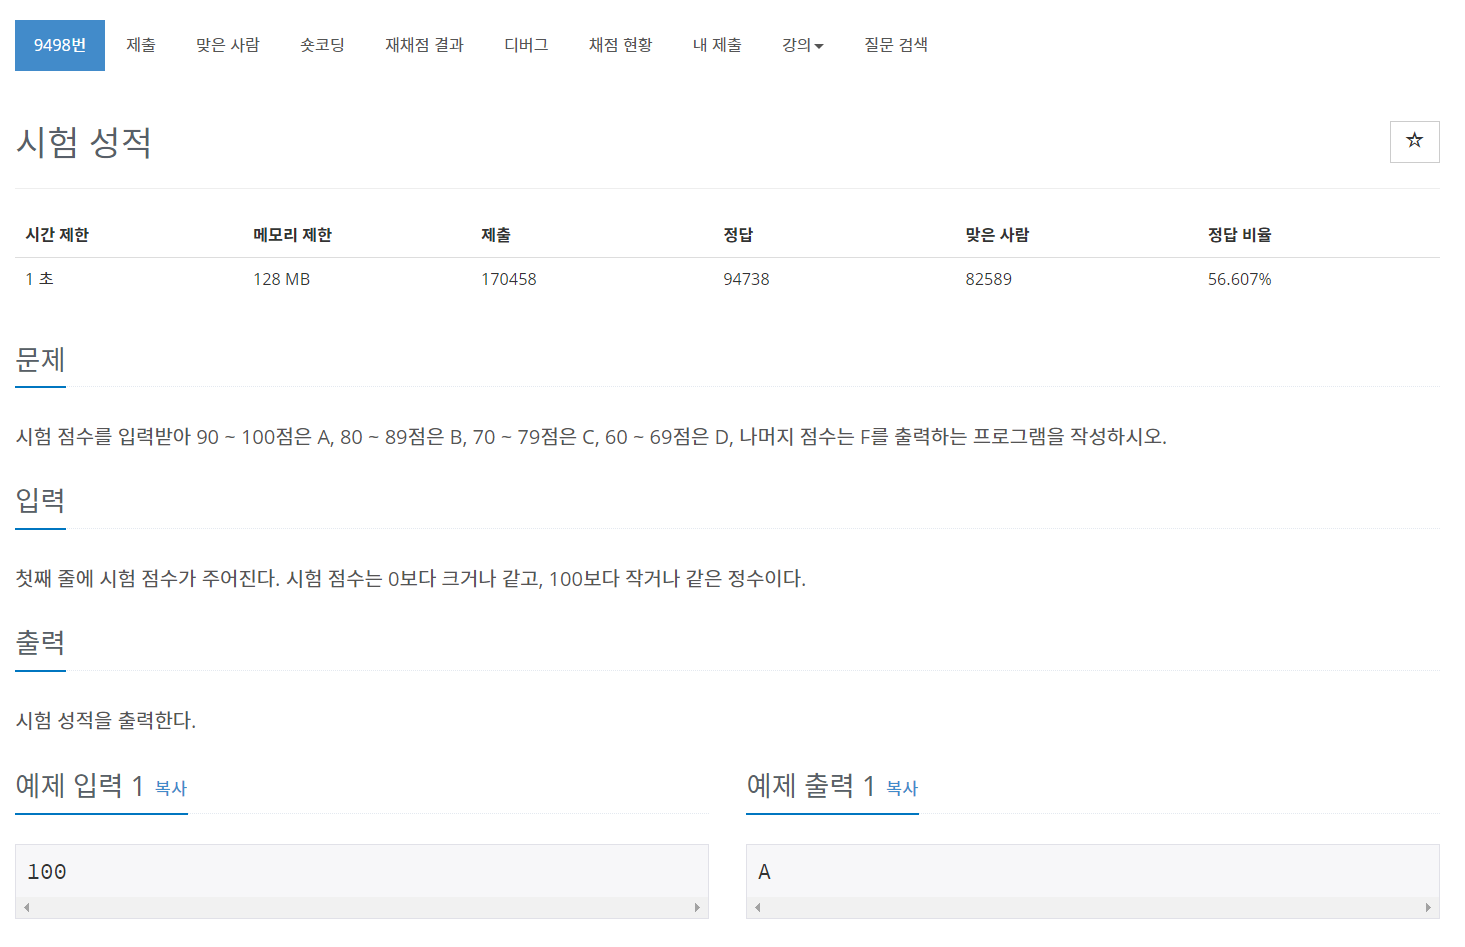 9498번 제출 맞은 사람 숏코딩 재채점 결과 디버그 채점 현황 내 제출 강의 질문 검색
시험 성적
시간 제한 메모리 제한 제출 정답 맞은 사람 정답 비율
1 초 128 MB 170458 94738 82589 56.607%
문제
시험 점수를 입력받아 90 ~ 100점은 A, 80 ~ 89점은 B, 70 ~ 79점은 C, 60 ~ 69점은 D, 나머지 점수는 F를 출력하는 프로그램을 작성하시오.
입력
첫째 줄에 시험 점수가 주어진다. 시험 점수는 0보다 크거나 같고, 100보다 작거나 같은 정수이다.
출력
시험 성적을 출력한다.
예제 입력 1 복사
100
예제 출력 1 복사
A